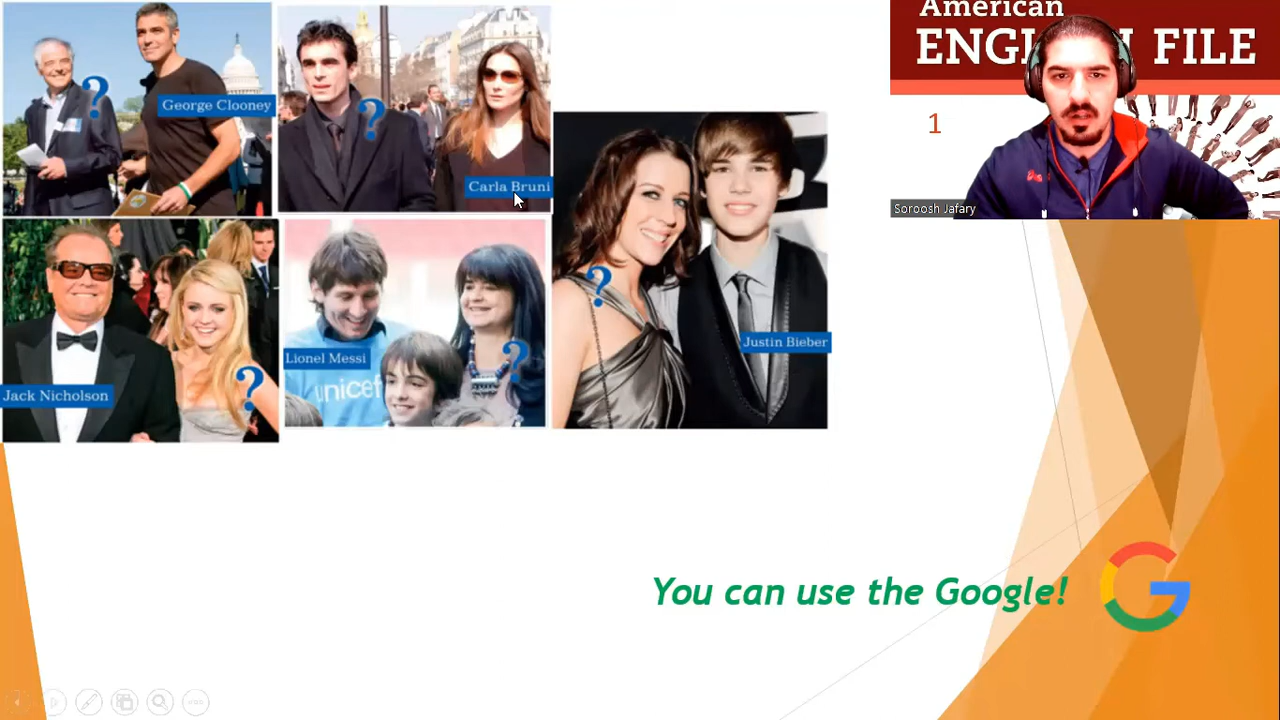 George Clooney
?
?
Carla Bruni
Jack Nicholson
?
Lionel Messi
unicef
?
?
Justin Bieber
American
ENGL
FILE
1
Soroosh Jafary
You can use the Google!
G